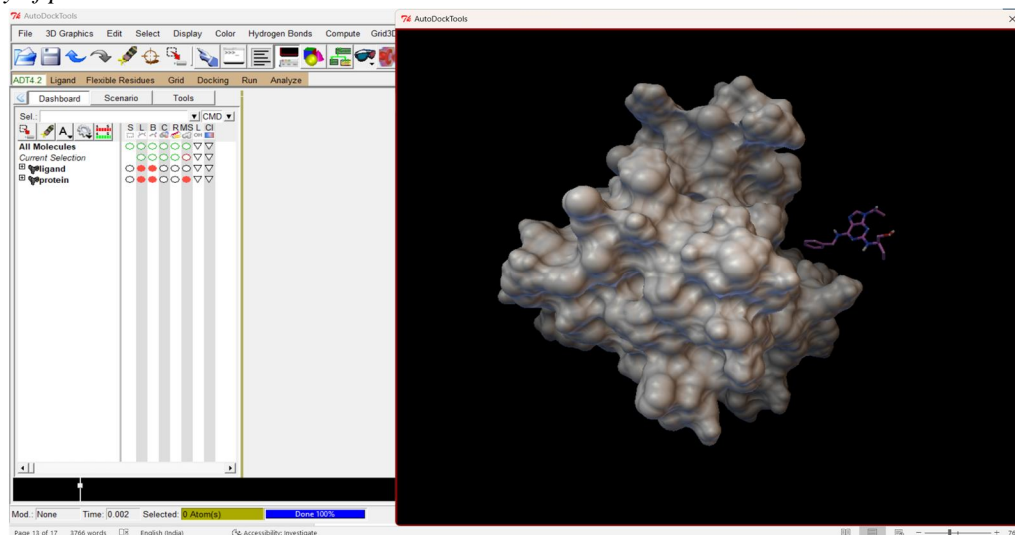 AutoDockTools
File 3D Graphics Edit Select Display Color Hydrogen Bonds Compute Grid3D
ADT4.2 Ligand Flexible Residues Grid Docking Run Analyze
Dashboard Scenario Tools
Sel.: CMD
A
S L B C R MS L Cl
All Molecules
Current Selection
ligand
protein
Mod.: None Time: 0.002 Selected: 0 Atom(s) Done 100%
Page 13 of 17 3766 words English (India) Accessibility: Investigate
AutoDockTools